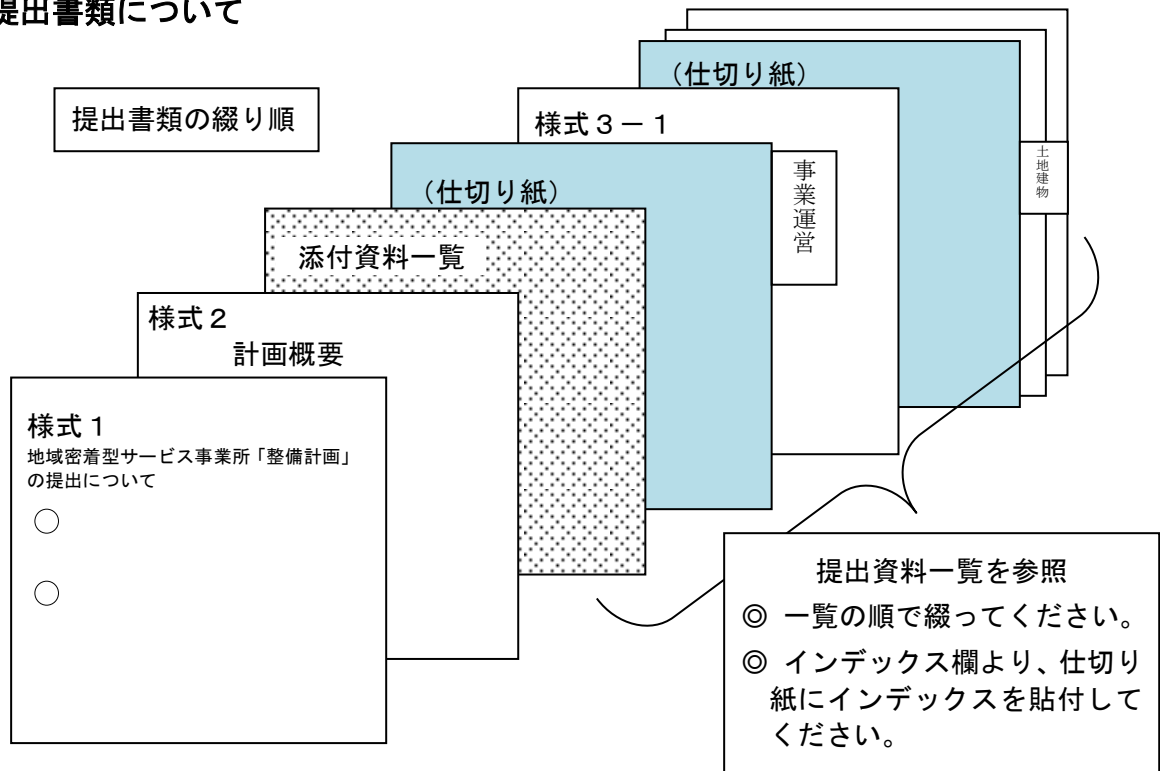 提出書類について
提出書類の綴り順
（仕切り紙）
様式３－１
土地建物
事業運営
（仕切り紙）
添付資料一覧
様式２
計画概要
様式１
地域密着型サービス事業所「整備計画」
の提出について
○
○
提出資料一覧を参照
◎ 一覧の順で綴ってください。
◎ インデックス欄より、仕切り
紙にインデックスを貼付して
ください。